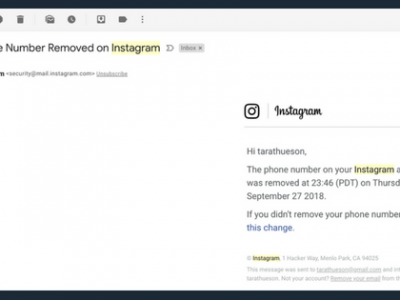 e Number Removed on Instagram
Inbox x
m <security@mail.instagram.com> Unsubscribe
Instagram
Hi tarathueson,
The phone number on your Instagram a
was removed at 23:46 (PDT) on Thursd
September 27 2018.
If you didn't remove your phone number
this change.
© Instagram. 1 Hacker Way, Menlo Park, CA 94025
This message was sent to tarathueson@gmail.com and int
tarathueson. Not your account? Remove your email from th